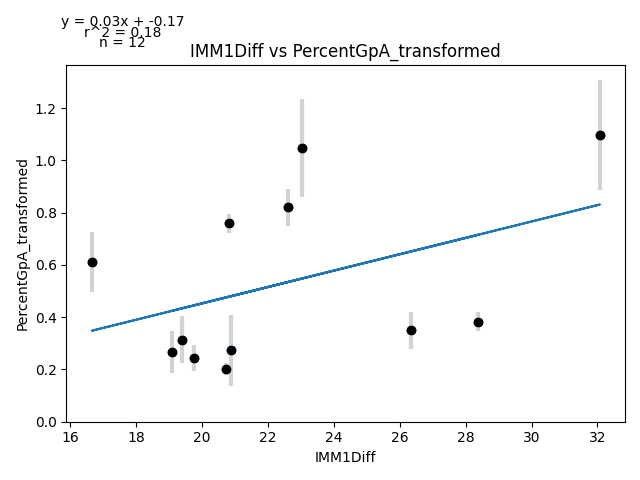 y = 0.03x + -0.17
r^2 = 0.18
n = 12
IMM1Diff vs PercentGpA_transformed
PercentGpA_transformed
1.2
1.0
0.8
0.6
0.4
0.2
0.0
16 18 20 22 24 26 28 30 32
IMM1Diff